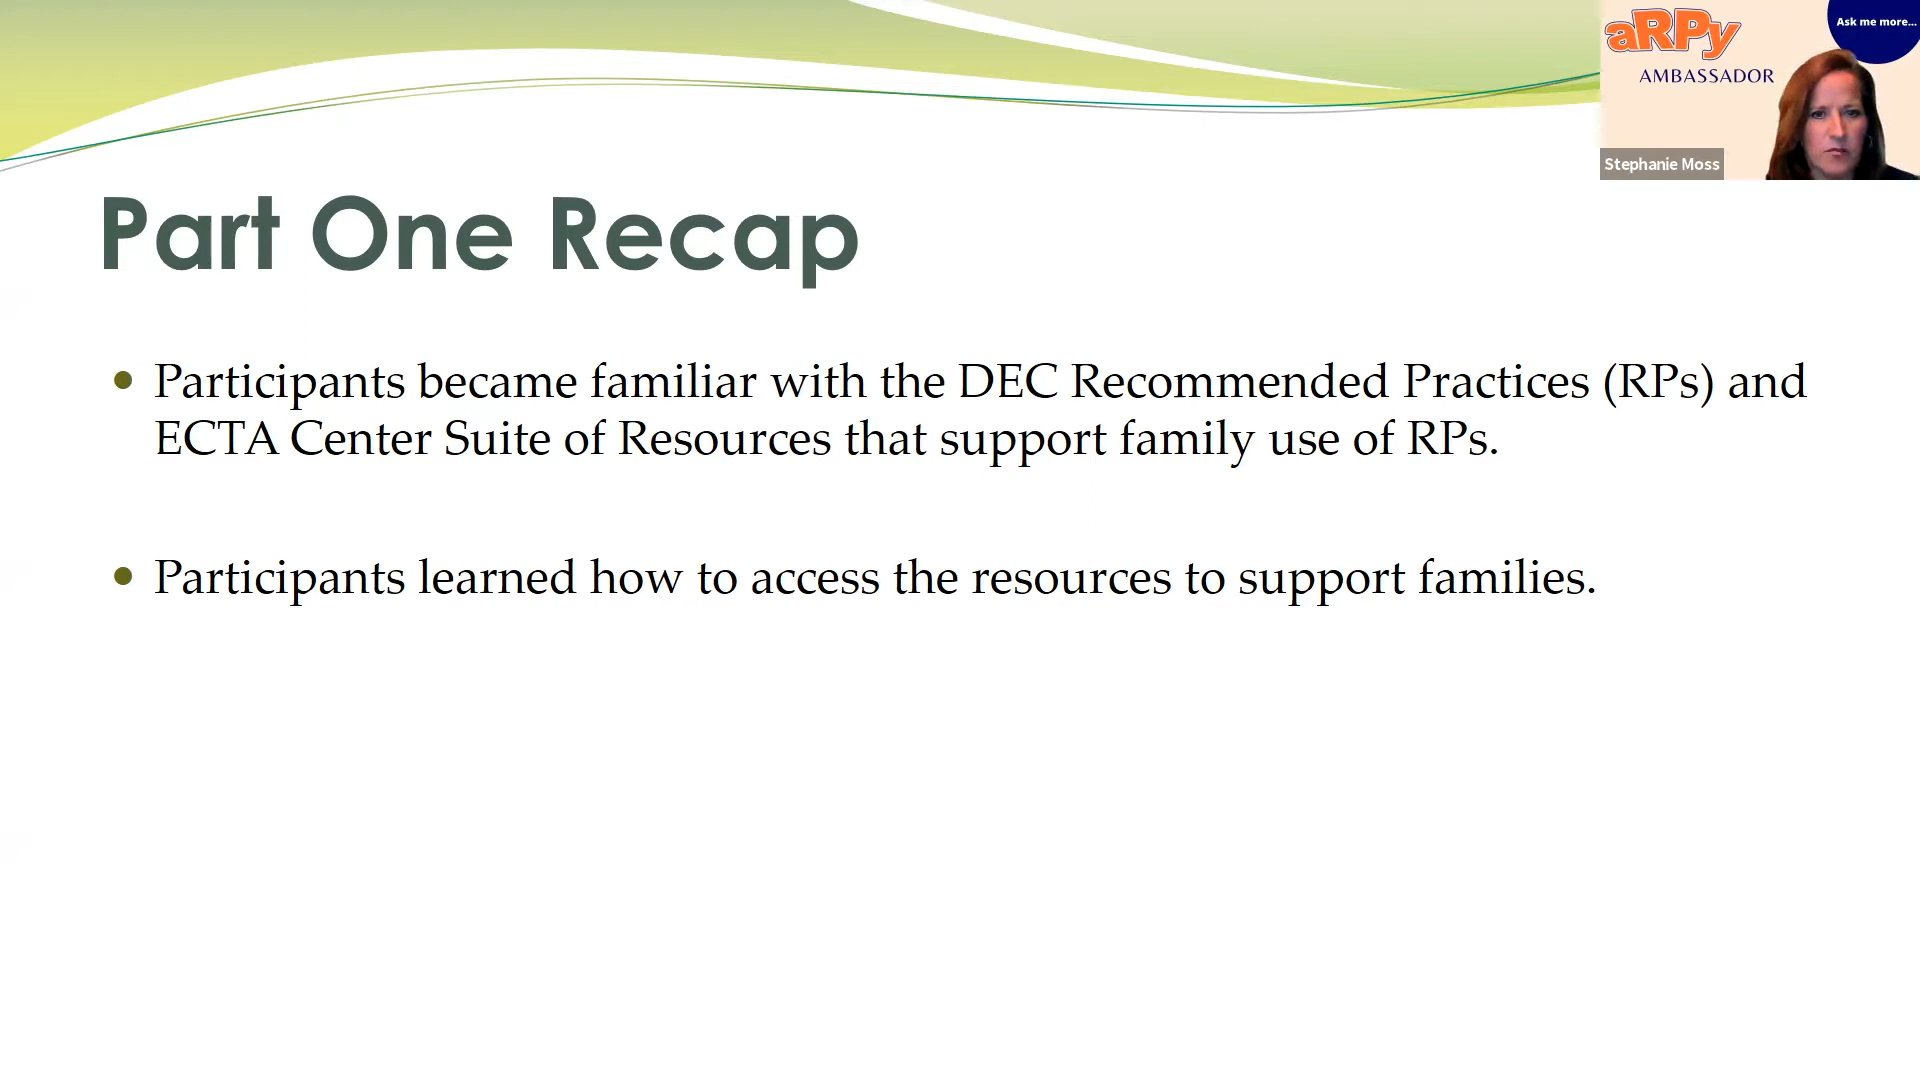 aRPy
AMBASSADOR
Ask me more...
Stephanie Moss
Part One Recap
• Participants became familiar with the DEC Recommended Practices (RPs) and
ECTA Center Suite of Resources that support family use of RPs.
• Participants learned how to access the resources to support families.